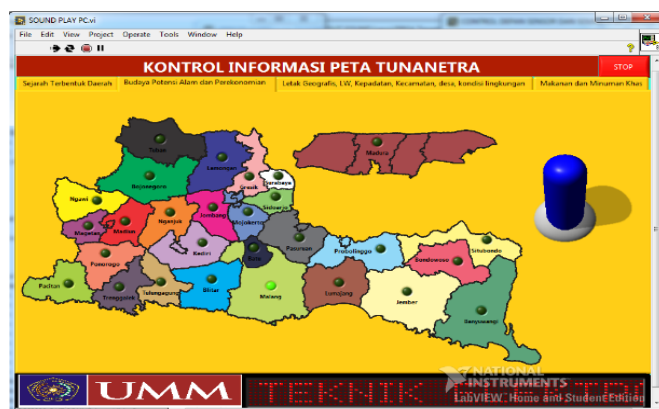 SOUND PLAY PC.vi
File Edit View Project Operate Tools Window Help
KONTROL INFORMASI PETA TUNANETRA
STOP
Sejarah Terbentuk Daerah
Budaya Potensi Alam dan Perekonomian
Letak Geografis, LW, Kepadatan, Kecamatan, desa, kondisi lingkungan
Makanan dan Minuman Khas
Tuban
Lamongan
Madura
Bojonegoro
Gresik
Surabaya
Ngawi
Sidoarjo
Magetan
Madiun
Nganjuk
Jombang
Mojokerto
Ponorogo
Kediri
Batu
Pasuruan
Probolinggo
Situbondo
Bondowoso
Pacitan
Trenggalek
Tulungagung
Blitar
Malang
Lumajang
Jember
Banyuwangi
UMM
TEKNIK ELEKTRO
NATIONAL
INSTRUMENTS
LabVIEW Home and Student Edition